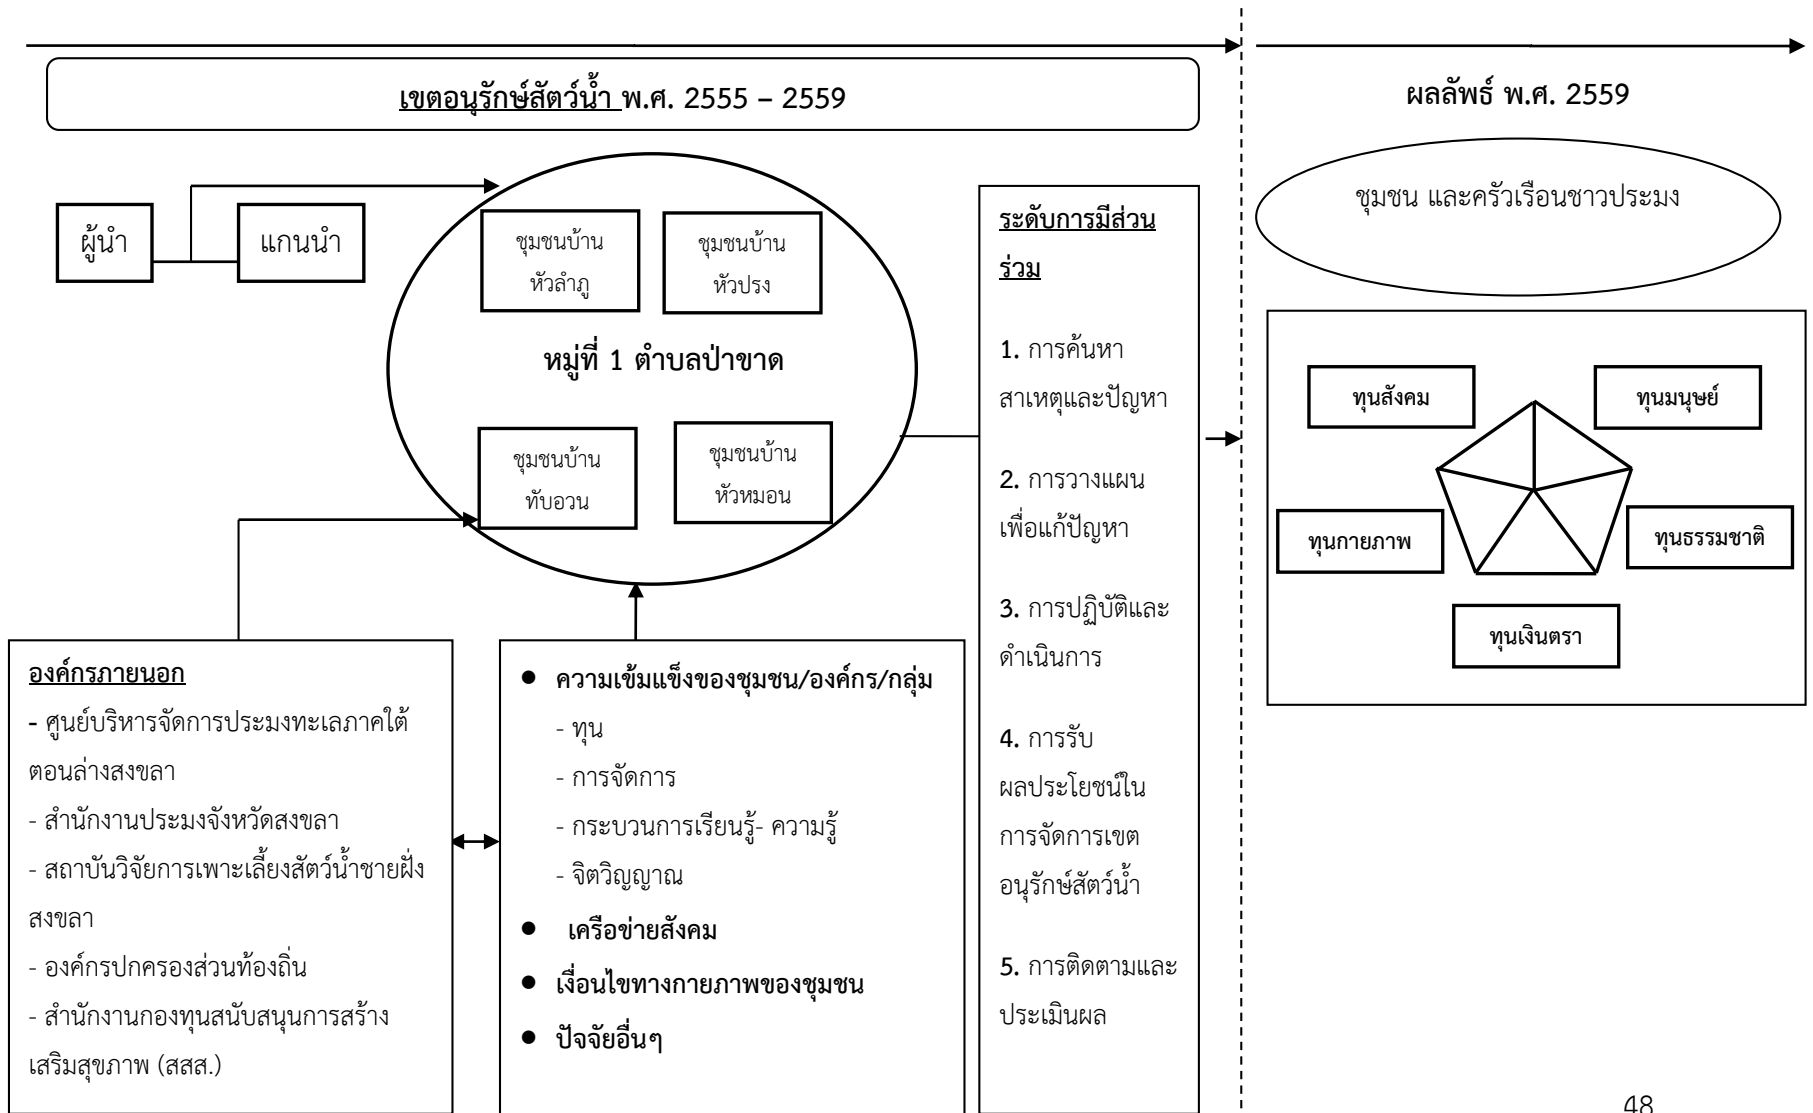 เขตอนุรักษ์สัตว์น้ำ พ.ศ. 2555 – 2559
ผลลัพธ์ พ.ศ. 2559
ผู้นำ
แกนนำ
ชุมชนบ้าน
หัวลำภู
ชุมชนบ้าน
หัวปรง
หมู่ที่ 1 ตำบลป่าขาด
ชุมชนบ้าน
ทับอวน
ชุมชนบ้าน
หัวหมอน
องค์กรภายนอก
- ศูนย์บริหารจัดการประมงทะเลภาคใต้
ตอนล่างสงขลา
- สำนักงานประมงจังหวัดสงขลา
- สถาบันวิจัยการเพาะเลี้ยงสัตว์น้ำชายฝั่ง
สงขลา
- องค์กรปกครองส่วนท้องถิ่น
- สำนักงานกองทุนสนับสนุนการสร้าง
เสริมสุขภาพ (สสส.)
● ความเข้มแข็งของชุมชน/องค์กร/กลุ่ม
- ทุน
- การจัดการ
- กระบวนการเรียนรู้- ความรู้
- จิตวิญญาณ
● เครือข่ายสังคม
● เงื่อนไขทางกายภาพของชุมชน
● ปัจจัยอื่นๆ
ระดับการมีส่วน
ร่วม
1. การค้นหา
สาเหตุและปัญหา
2. การวางแผน
เพื่อแก้ปัญหา
3. การปฏิบัติและ
ดำเนินการ
4. การรับ
ผลประโยชน์ใน
การจัดการเขต
อนุรักษ์สัตว์น้ำ
5. การติดตามและ
ประเมินผล
ชุมชน และครัวเรือนชาวประมง
ทุนสังคม
ทุนมนุษย์
ทุนกายภาพ
ทุนธรรมชาติ
ทุนเงินตรา
48